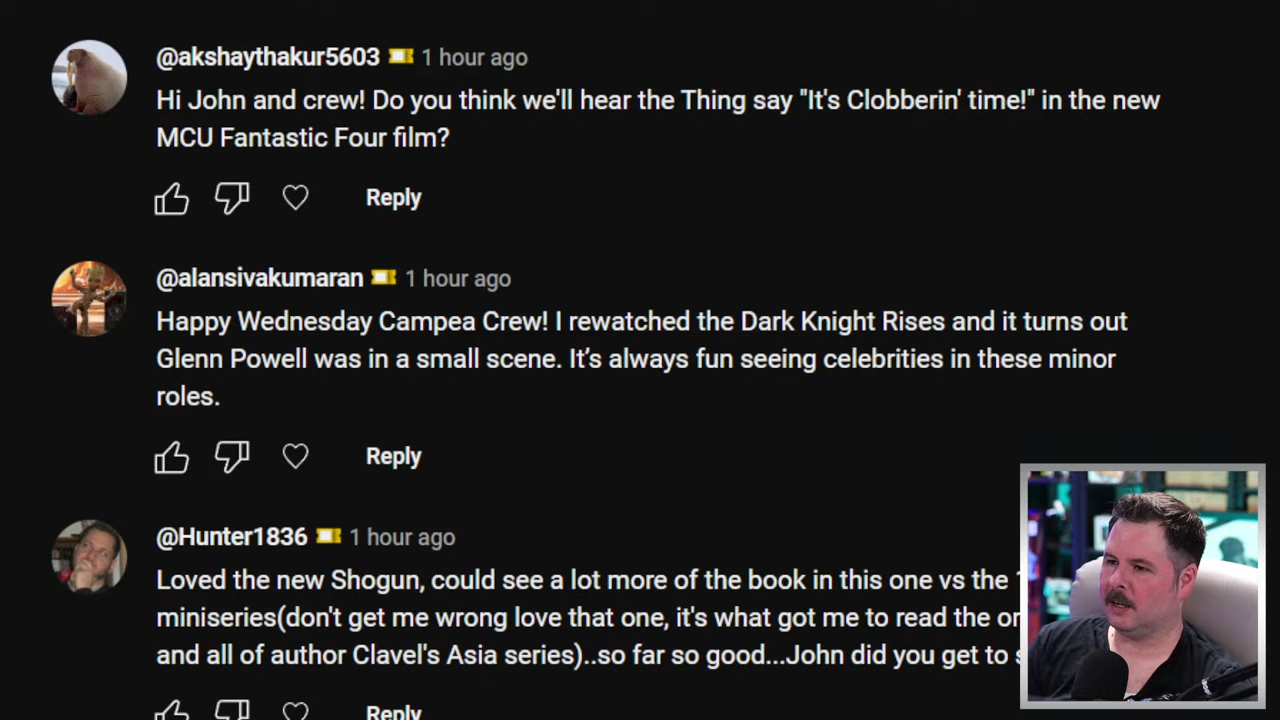 @akshaythakur5603 1 hour ago
Hi John and crew! Do you think we'll hear the Thing say "It's Clobberin' time!" in the new
MCU Fantastic Four film?
Reply
@alansivakumaran 1 hour ago
Happy Wednesday Campea Crew! I rewatched the Dark Knight Rises and it turns out
Glenn Powell was in a small scene. It's always fun seeing celebrities in these minor
roles.
Reply
@Hunter1836 1 hour ago
Loved the new Shogun, could see a lot more of the book in this one vs the
miniseries(don't get me wrong love that one, it's what got me to read the
and all of author Clavel's Asia series)..so far so good...John did you get to
Reply